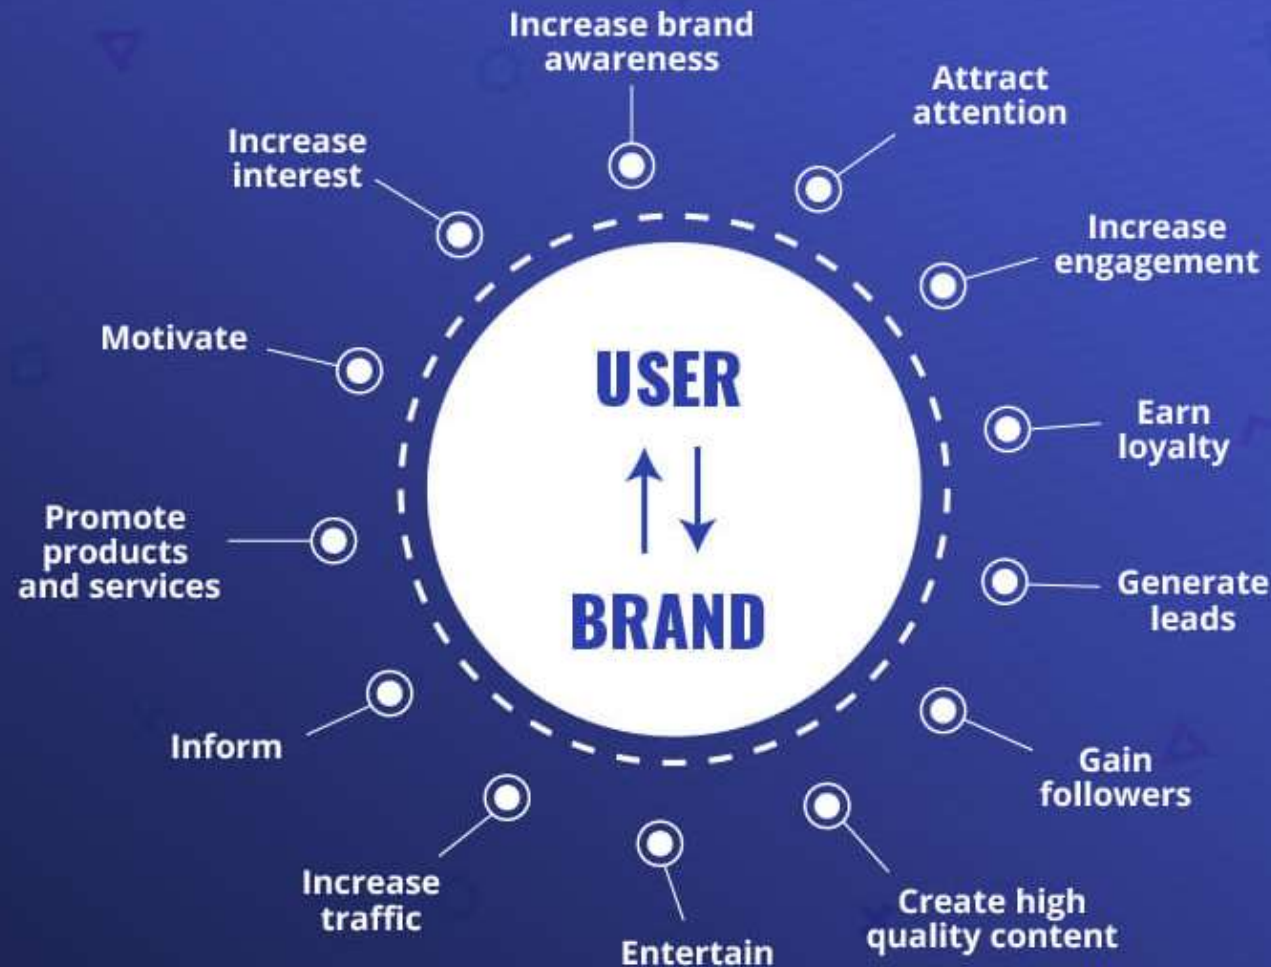 Increase brand
awareness
Attract
attention
Increase
engagement
Earn
loyalty
Generate
leads
Gain
followers
Create high
quality content
Entertain
Increase
traffic
Inform
Promote
products
and services
Motivate
Increase
interest
USER
BRAND